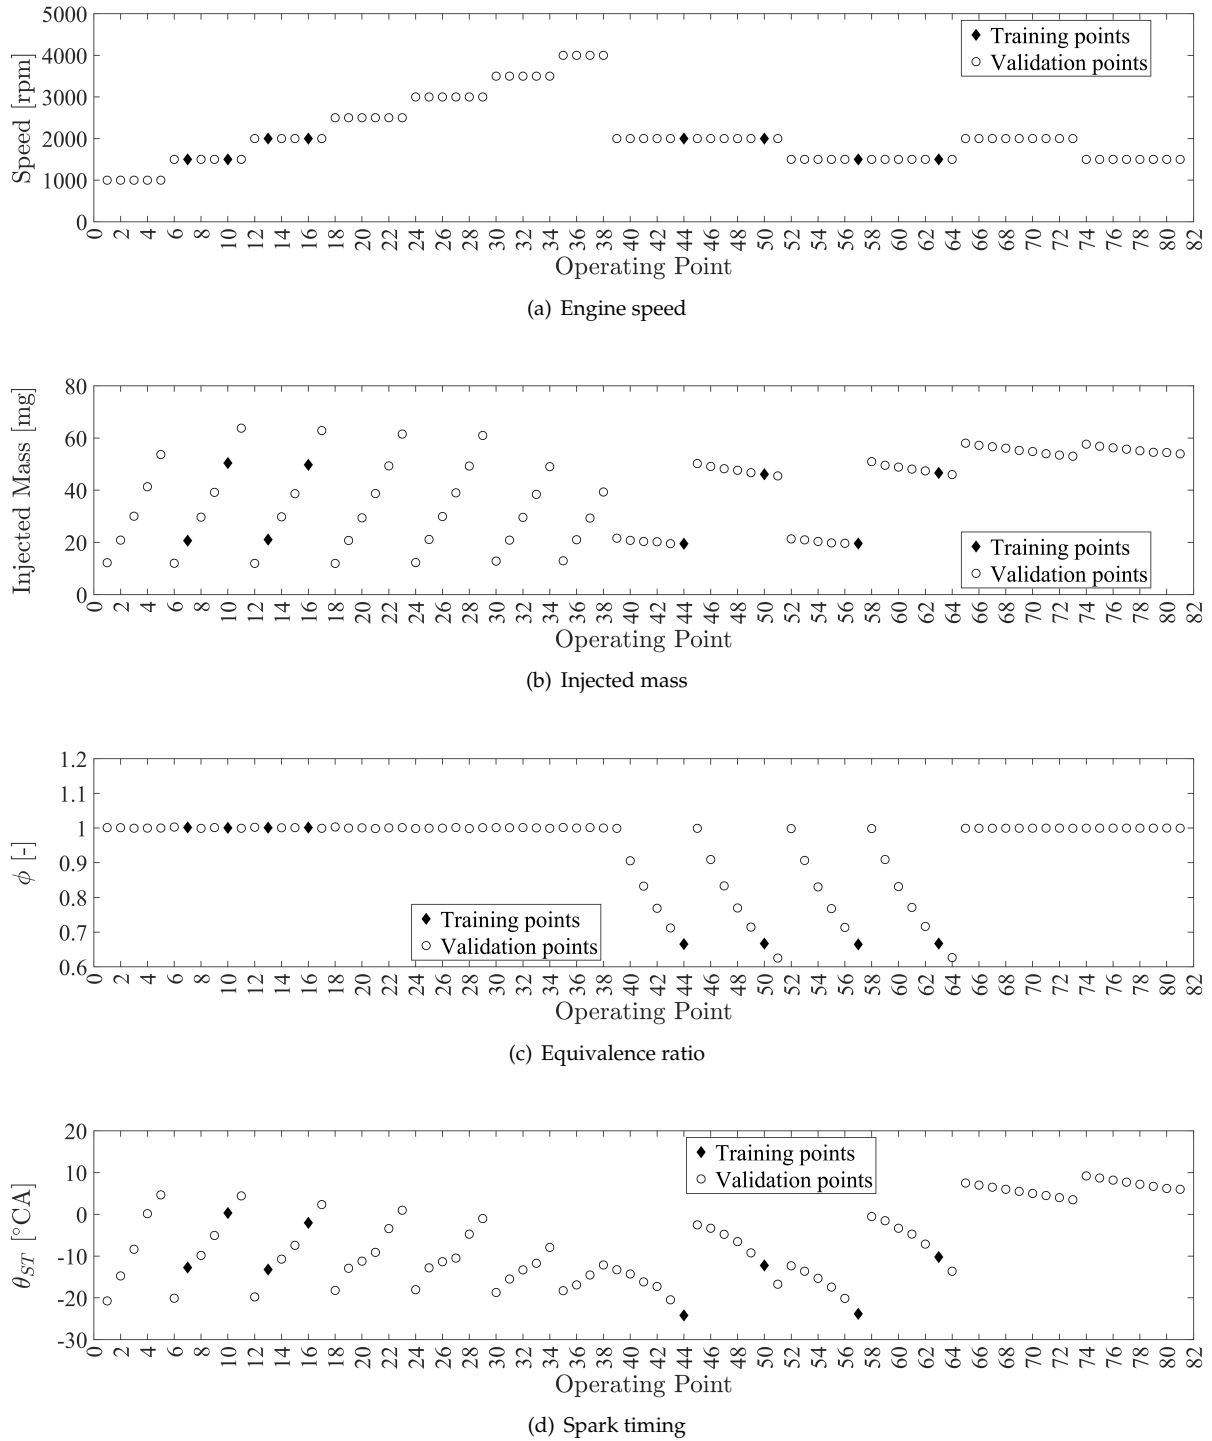 5000
4000
3000
2000
1000
0
Speed [rpm]
Training points
Validation points
0 2 4 6 8 10 12 14 16 18 20 22 24 26 28 30 32 34 36 38 40 42 44 46 48 50 52 54 56 58 60 62 64 66 68 70 72 74 76 78 80 82
Operating Point
(a) Engine speed
80
60
40
20
0
Injected Mass [mg]
Training points
Validation points
0 2 4 6 8 10 12 14 16 18 20 22 24 26 28 30 32 34 36 38 40 42 44 46 48 50 52 54 56 58 60 62 64 66 68 70 72 74 76 78 80 82
Operating Point
(b) Injected mass
1.2
1.1
1
0.9
0.8
0.7
0.6
ϕ [-]
Training points
Validation points
0 2 4 6 8 10 12 14 16 18 20 22 24 26 28 30 32 34 36 38 40 42 44 46 48 50 52 54 56 58 60 62 64 66 68 70 72 74 76 78 80 82
Operating Point
(c) Equivalence ratio
20
10
0
-10
-20
-30
θ_ST [°CA]
Training points
Validation points
0 2 4 6 8 10 12 14 16 18 20 22 24 26 28 30 32 34 36 38 40 42 44 46 48 50 52 54 56 58 60 62 64 66 68 70 72 74 76 78 80 82
Operating Point
(d) Spark timing